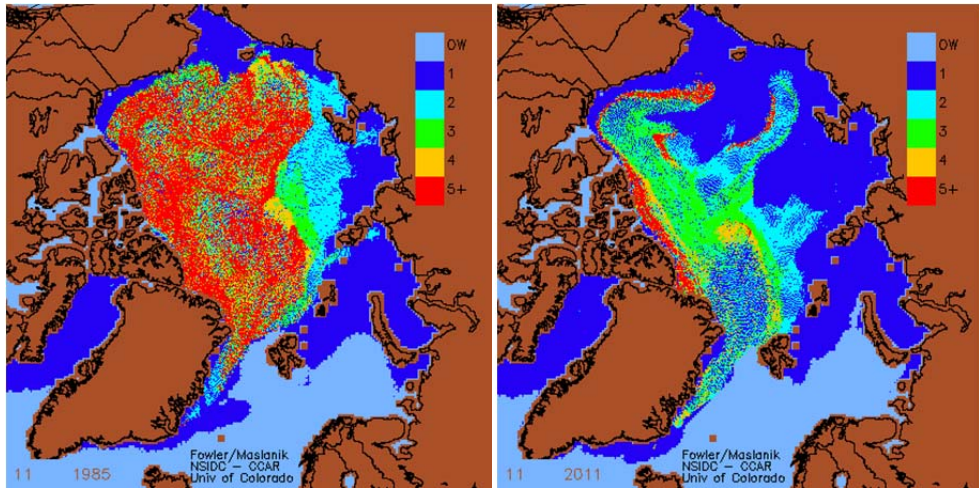 OW
1
2
3
4
5+
Fowler/Maslanik
NSIDC – CCAR
Univ of Colorado
11 1985
OW
1
2
3
4
5+
Fowler/Maslanik
NSIDC – CCAR
Univ of Colorado
11 2011